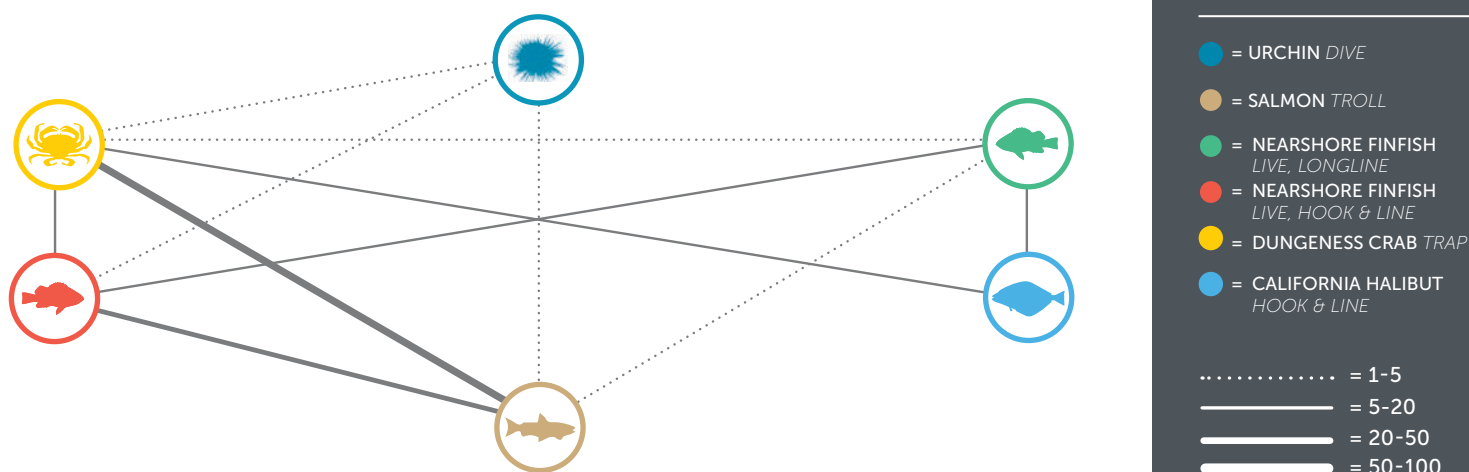 = URCHIN DIVE
= SALMON TROLL
= NEARSHORE FINFISH
LIVE, LONGLINE
= NEARSHORE FINFISH
LIVE, HOOK & LINE
= DUNGENESS CRAB TRAP
= CALIFORNIA HALIBUT
HOOK & LINE
= 1-5
= 5-20
= 20-50
= 50-100